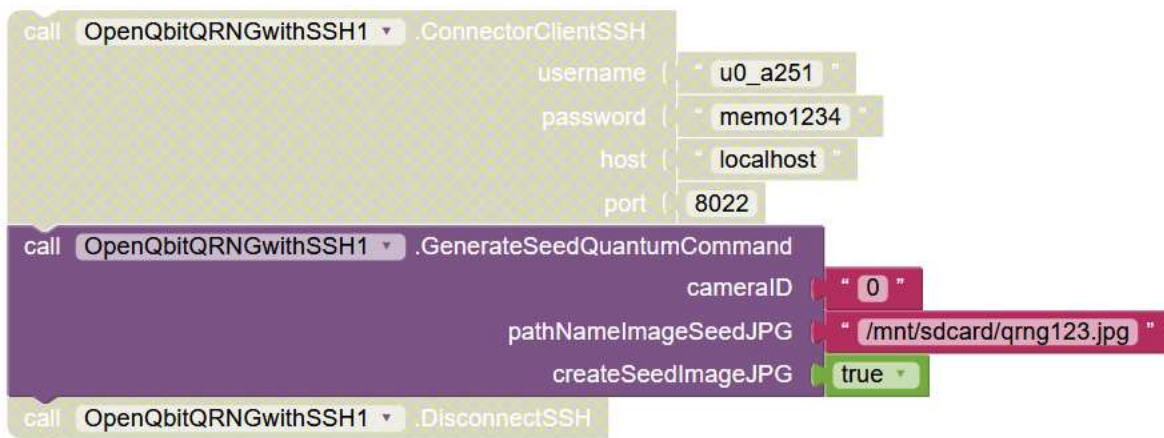 call OpenQbitQRNGwithSSH1 .ConnectorClientSSH
username " u0_a251 "
password " memo1234 "
host " localhost "
port 8022
call OpenQbitQRNGwithSSH1 .GenerateSeedQuantumCommand
cameraID " 0 "
pathNameImageSeedJPG " /mnt/sdcard/qrng123.jpg "
createSeedImageJPG true
call OpenQbitQRNGwithSSH1 .DisconnectSSH